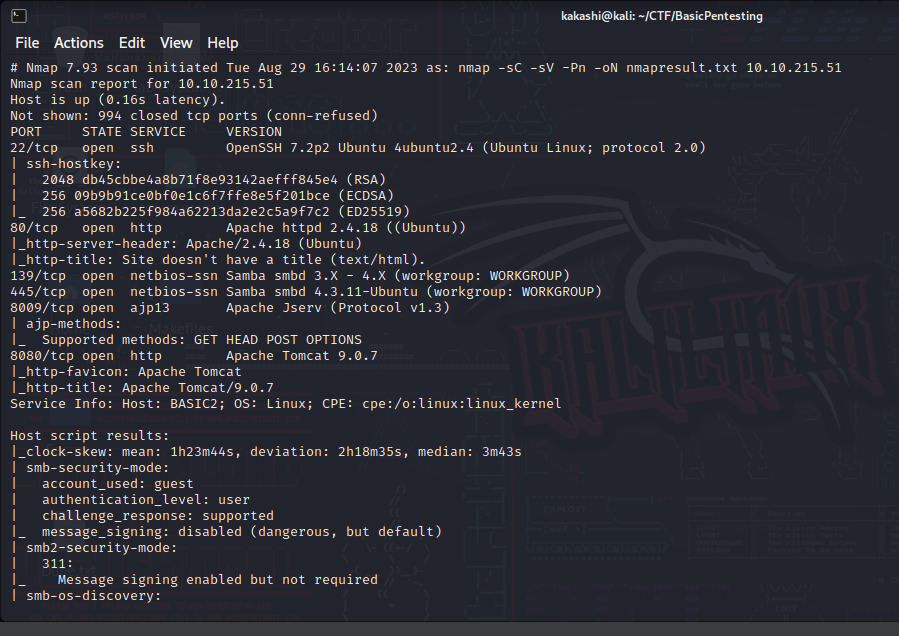 kakashi@kali: ~/CTF/BasicPentesting
File Actions Edit View Help
# Nmap 7.93 scan initiated Tue Aug 29 16:14:07 2023 as: nmap -sC -sV -Pn -oN nmapresult.txt 10.10.215.51
Nmap scan report for 10.10.215.51
Host is up (0.16s latency).
Not shown: 994 closed tcp ports (conn-refused)
PORT     STATE SERVICE     VERSION
22/tcp   open  ssh         OpenSSH 7.2p2 Ubuntu 4ubuntu2.4 (Ubuntu Linux; protocol 2.0)
| ssh-hostkey:
|   2048 db45cbbe4a8b71f8e93142aefff845e4 (RSA)
|   256 09b9b91ce0bf0e1c6f7ffe8e5f201bce (ECDSA)
|_  256 a5682b225f984a62213da2e2c5a9f7c2 (ED25519)
80/tcp   open  http        Apache httpd 2.4.18 ((Ubuntu))
|_http-server-header: Apache/2.4.18 (Ubuntu)
|_http-title: Site doesn't have a title (text/html).
139/tcp  open  netbios-ssn Samba smbd 3.X - 4.X (workgroup: WORKGROUP)
445/tcp  open  netbios-ssn Samba smbd 4.3.11-Ubuntu (workgroup: WORKGROUP)
8009/tcp open  ajp13       Apache Jserv (Protocol v1.3)
| ajp-methods:
|_  Supported methods: GET HEAD POST OPTIONS
8080/tcp open  http        Apache Tomcat 9.0.7
|_http-favicon: Apache Tomcat
|_http-title: Apache Tomcat/9.0.7
Service Info: Host: BASIC2; OS: Linux; CPE: cpe:/o:linux:linux_kernel
Host script results:
|_clock-skew: mean: 1h23m44s, deviation: 2h18m35s, median: 3m43s
| smb-security-mode:
|   account_used: guest
|   authentication_level: user
|   challenge_response: supported
|_  message_signing: disabled (dangerous, but default)
| smb2-security-mode:
|   311:
|_    Message signing enabled but not required
| smb-os-discovery:
KALI LINUX